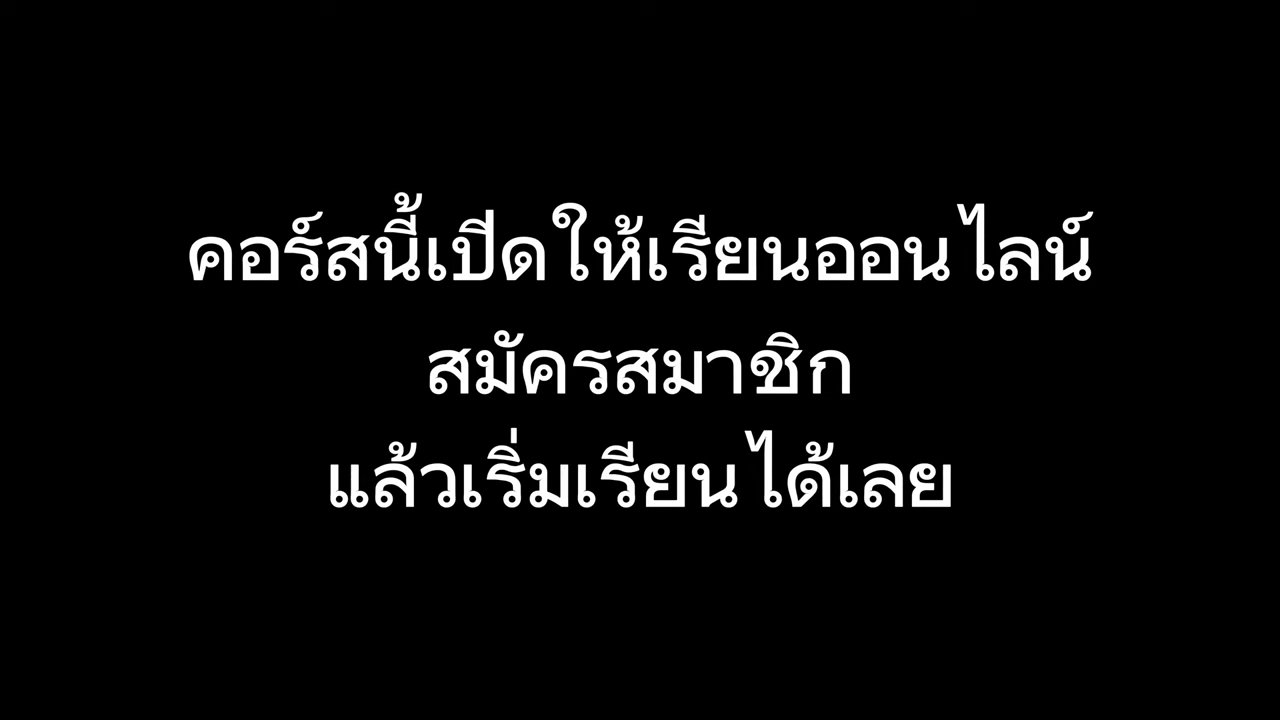 คอร์สนี้เปิดให้เรียนออนไลน์
สมัครสมาชิก
แล้วเริ่มเรียนได้เลย